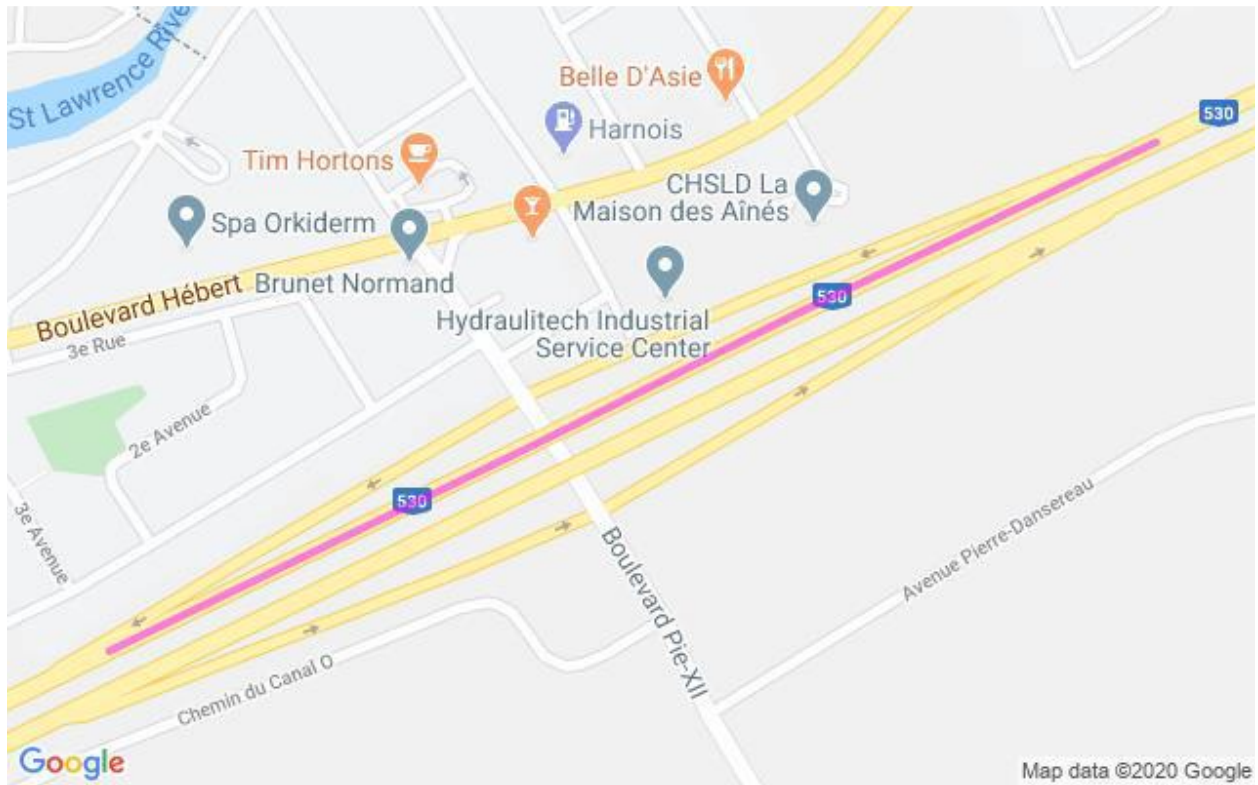 St Lawrence Rive
Belle D'Asie
530
Harnois
Tim Hortons
CHSLD La
Maison des Aînés
Spa Orkiderm
Brunet Normand
Boulevard Hébert
530
Hydraulitech Industrial
Service Center
3e Rue
2e Avenue
530
3e Avenue
Boulevard Pie-XII
Avenue Pierre-Dansereau
Chemin du Canal O
Google
Map data ©2020 Google